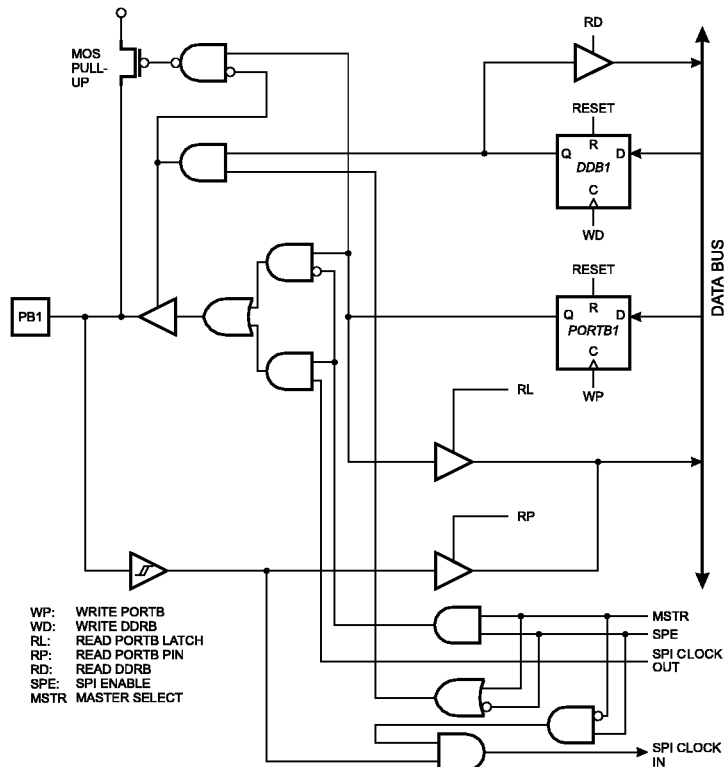 RD
MOS
PULL-
UP
RESET
R
Q
D
DDB1
C
WD
DATA BUS
RESET
R
Q
D
PORTB1
C
WP
PB1
RL
RP
WP: WRITE PORTB
WD: WRITE DDRB
RL: READ PORTB LATCH
RP: READ PORTB PIN
RD: READ DDRB
SPE: SPI ENABLE
MSTR MASTER SELECT
MSTR
SPE
SPI CLOCK
OUT
SPI CLOCK
IN